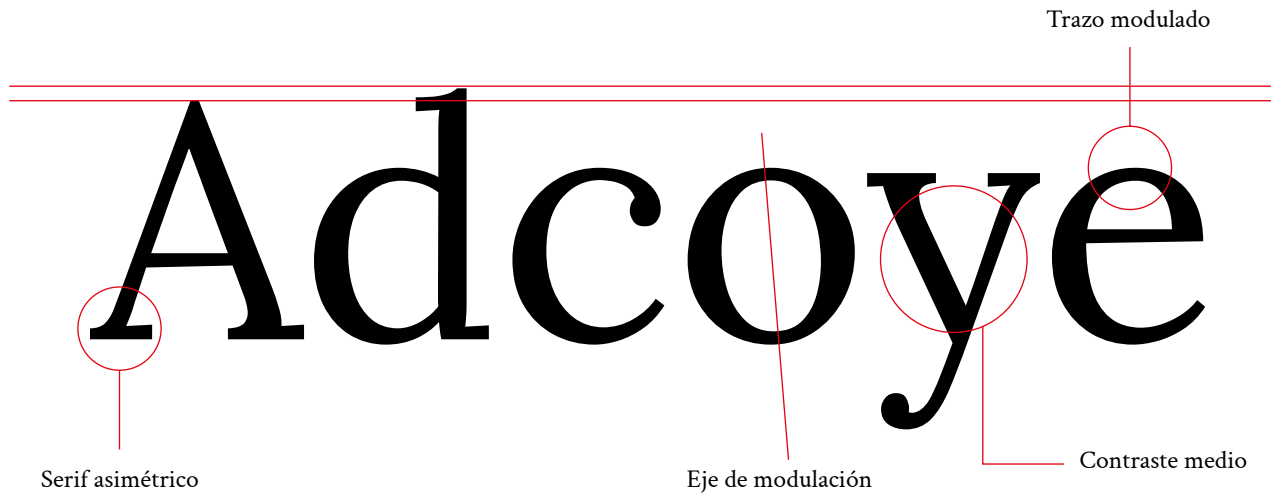 Trazo modulado
Adcoye
Serif asimétrico
Eje de modulación
Contraste medio